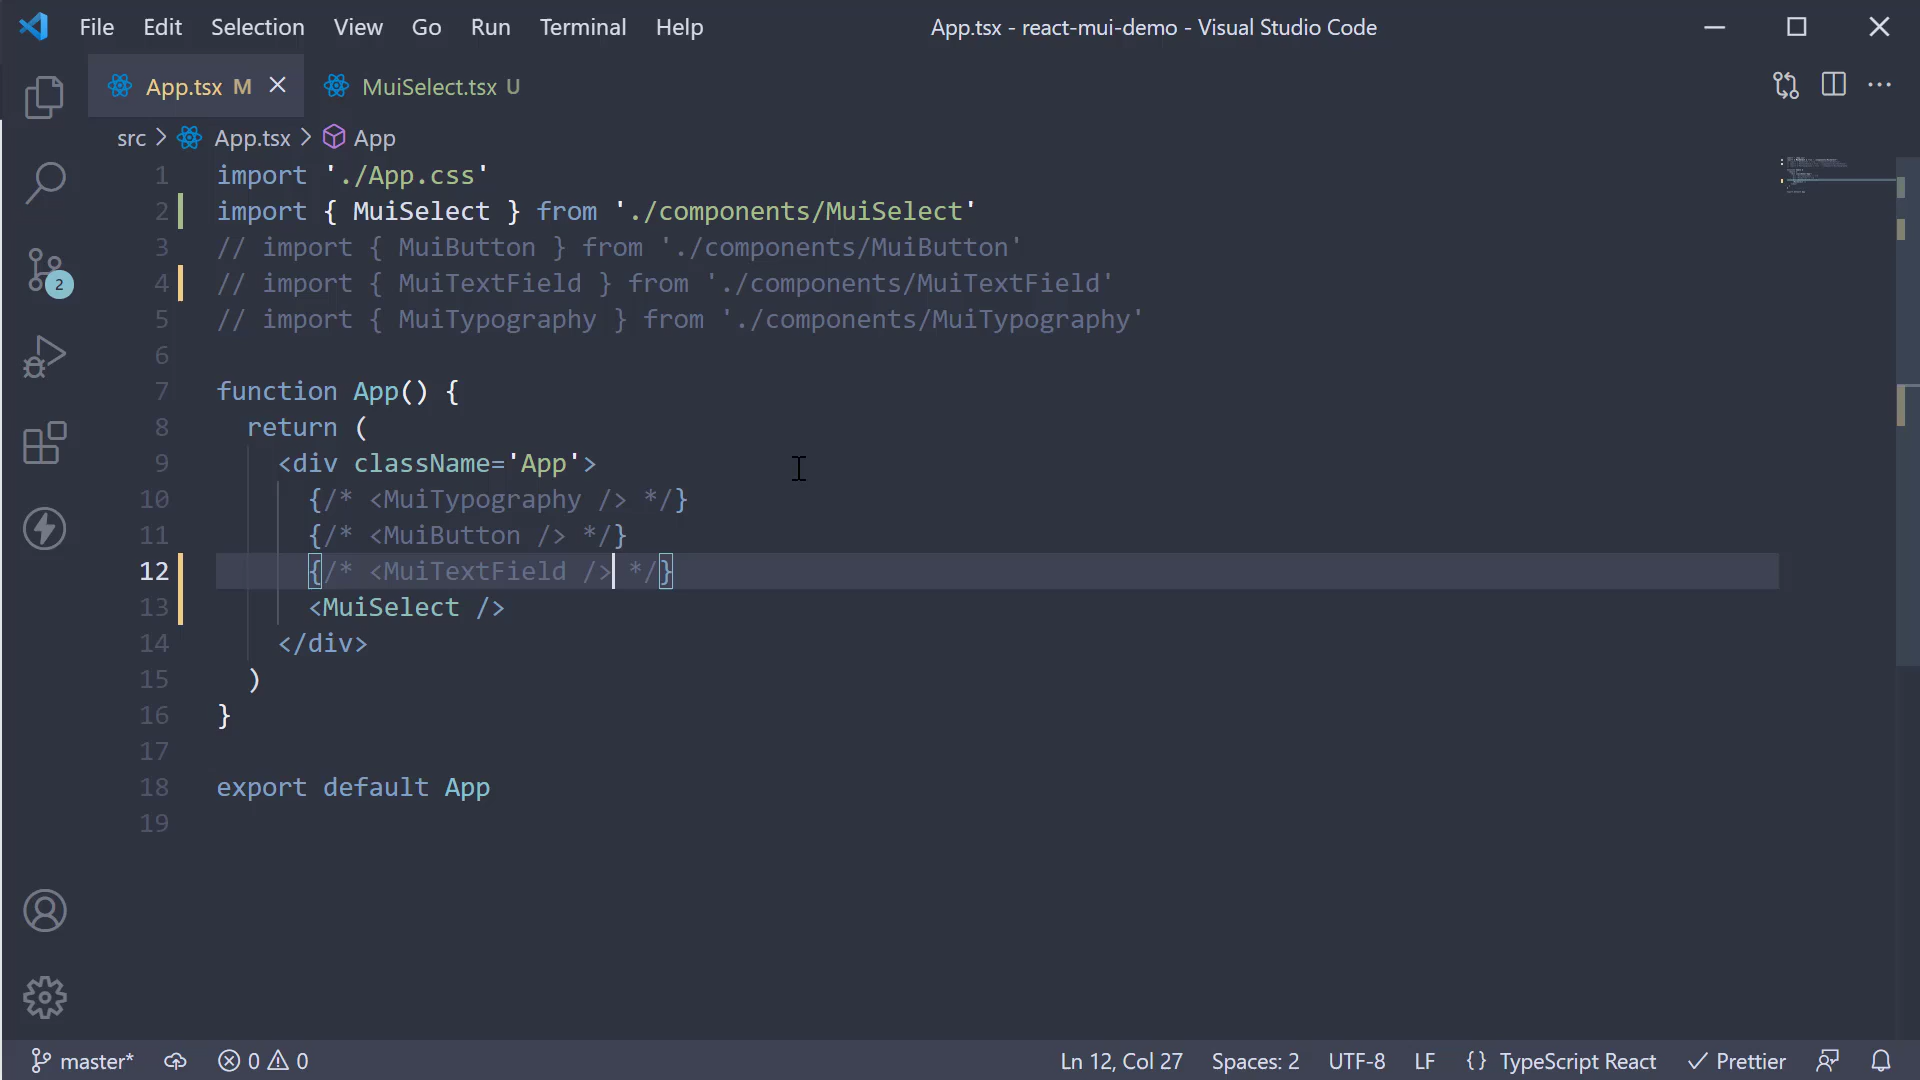 File Edit Selection View Go Run Terminal Help
App.tsx - react-mui-demo - Visual Studio Code
App.tsx M
MuiSelect.tsx U
src > App.tsx > App
1 import './App.css'
2 import { MuiSelect } from './components/MuiSelect'
3 // import { MuiButton } from './components/MuiButton'
4 // import { MuiTextField } from './components/MuiTextField'
5 // import { MuiTypography } from './components/MuiTypography'
6
7 function App() {
8   return (
9     <div className='App'>
10       {/* <MuiTypography /> */}
11       {/* <MuiButton /> */}
12       {/* <MuiTextField /> */}
13       <MuiSelect />
14     </div>
15   )
16 }
17
18 export default App
19
2
master* 0 0 Ln 12, Col 27 Spaces: 2 UTF-8 LF {} TypeScript React Prettier